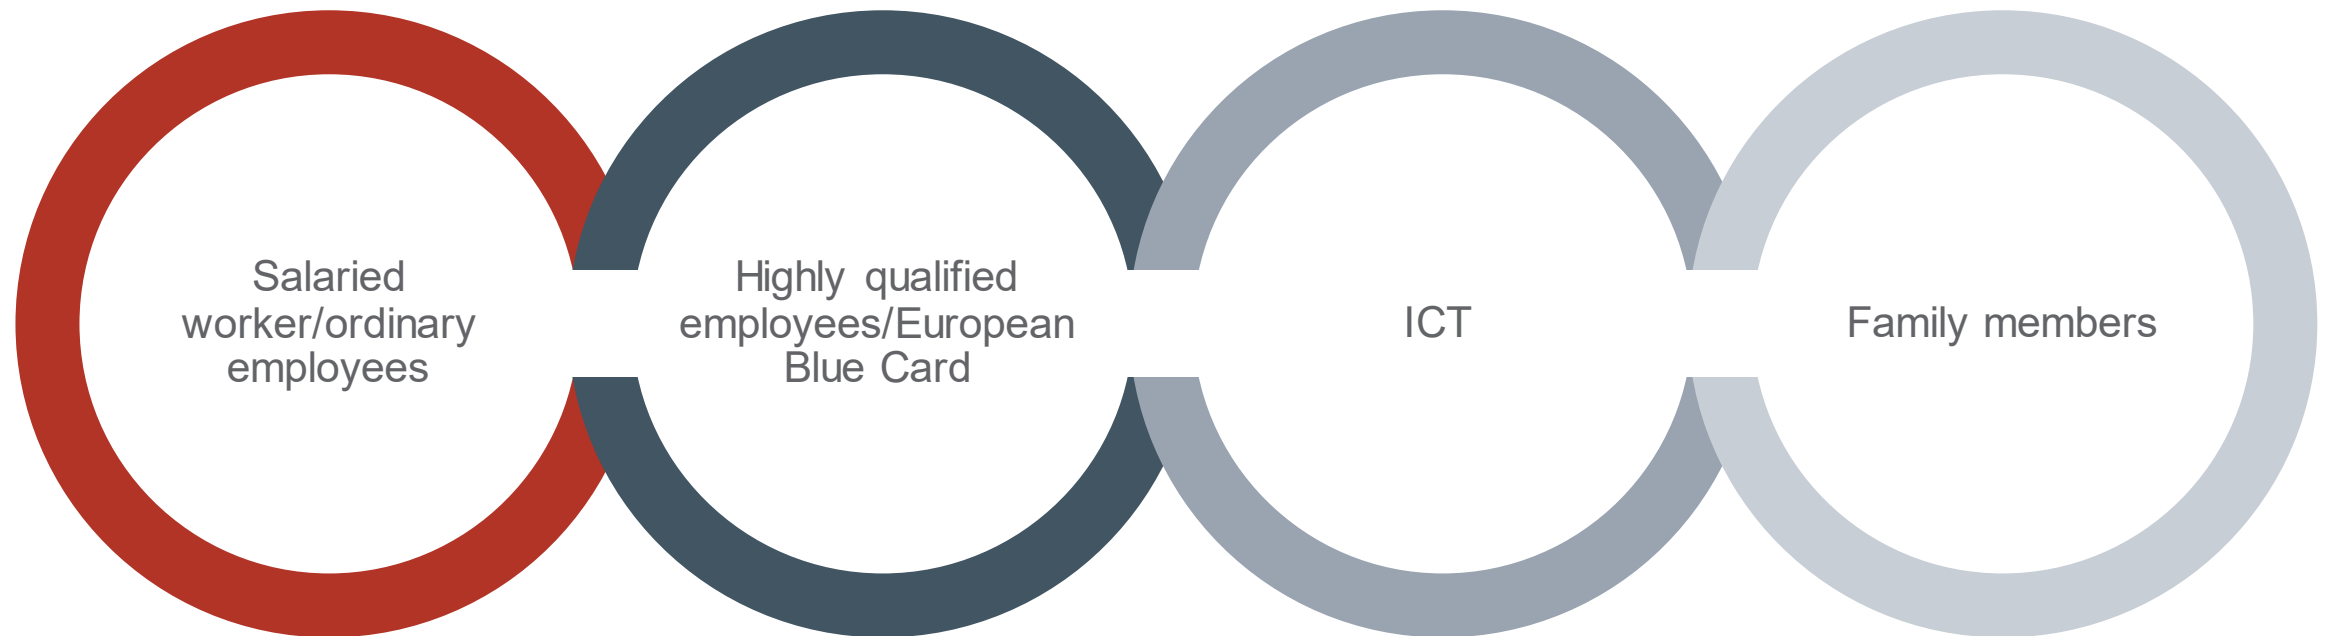 Salaried
worker/ordinary
employees
Highly qualified
employees/European
Blue Card
ICT
Family members